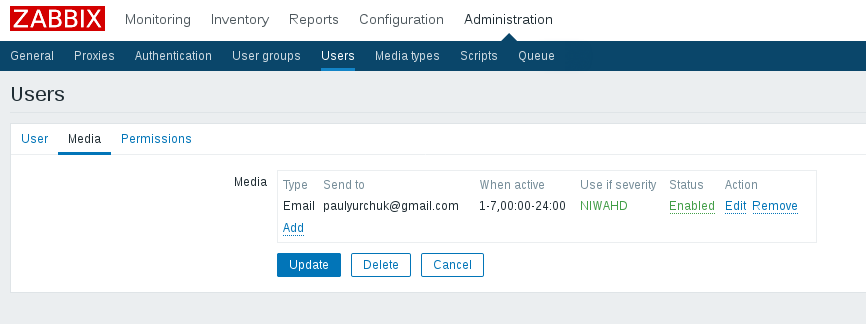 ZABBIX Monitoring Inventory Reports Configuration Administration
General Proxies Authentication User groups Users Media types Scripts Queue
Users
User Media Permissions
Media Type Send to When active Use if severity Status Action
Email paulyurchuk@gmail.com 1-7,00:00-24:00 NIWAHD Enabled Edit Remove
Add
Update Delete Cancel